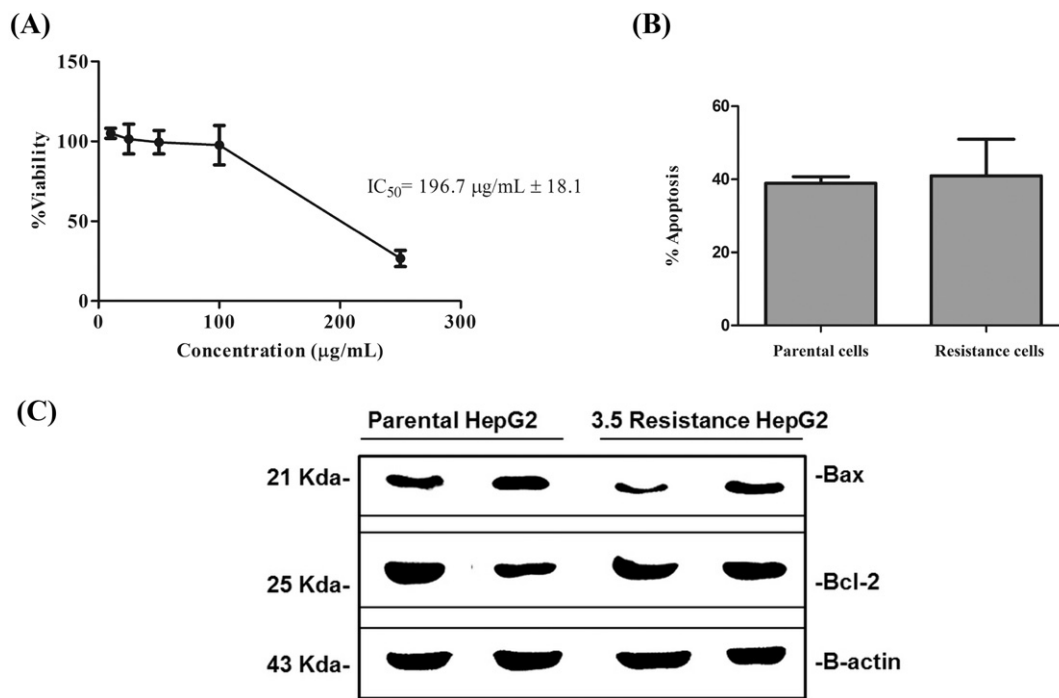 (A)
150
100
50
0
%Viability
0 100 200 300
Concentration (µg/mL)
IC50= 196.7 µg/mL ± 18.1
(B)
60
40
20
0
% Apoptosis
Parental cells Resistance cells
(C)
Parental HepG2 3.5 Resistance HepG2
21 Kda- -Bax
25 Kda- -Bcl-2
43 Kda- -B-actin